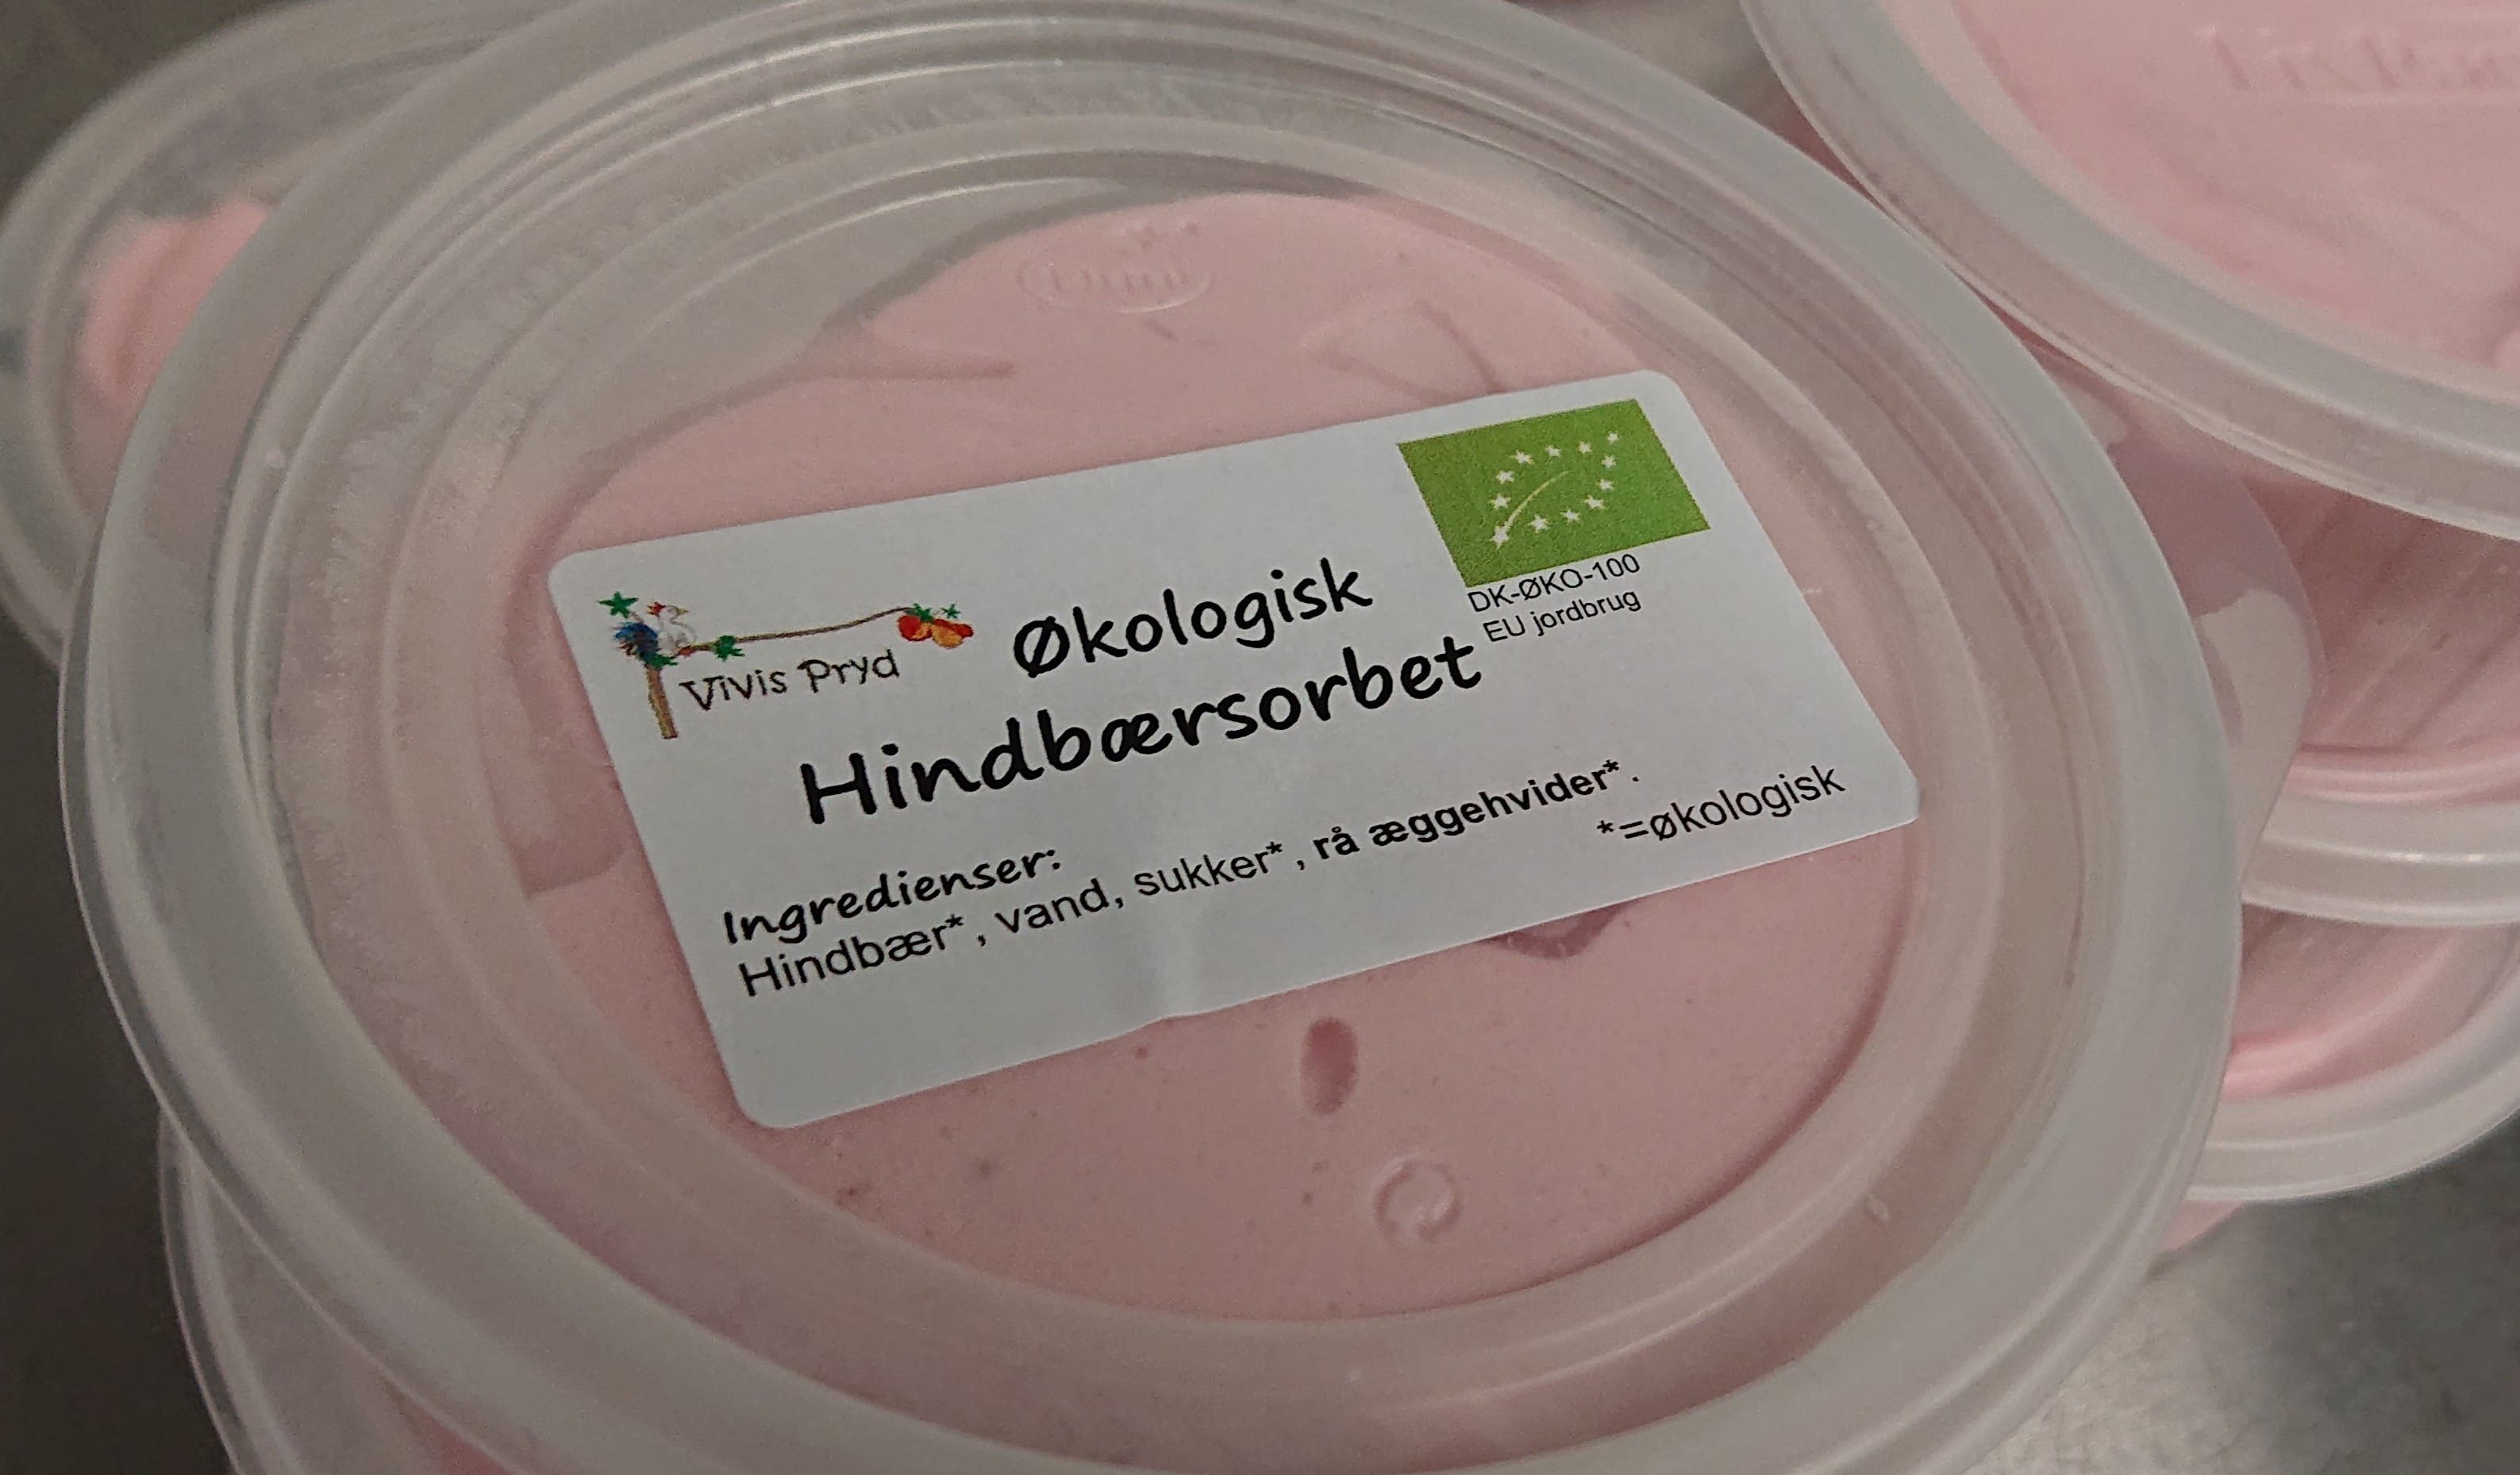 Vivis Pryd
Økologisk
Hindbærsorbet
DK-ØKO-100
EU jordbrug
Ingredienser:
Hindbær*, vand, sukker*, rå æggehvider*.
*=økologisk